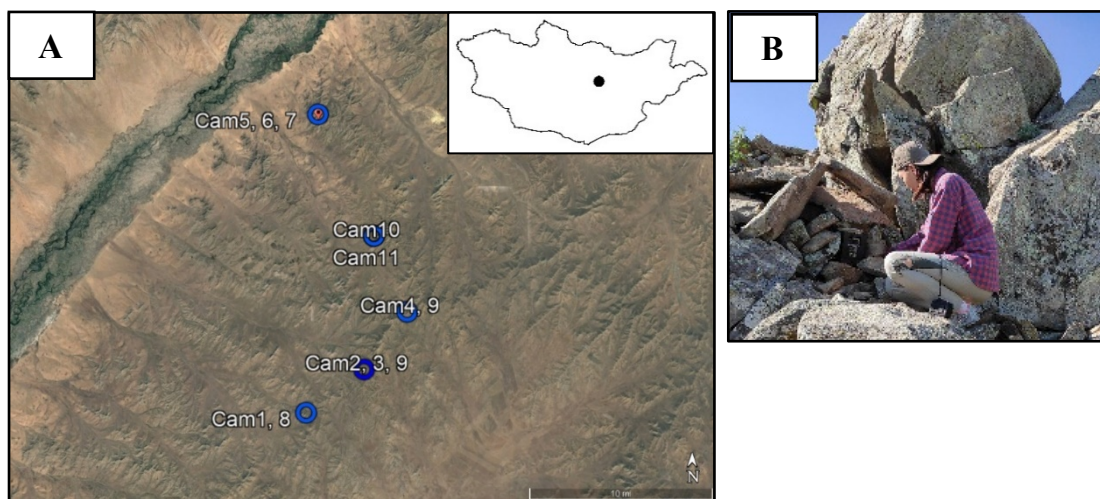 A
Cam5, 6, 7
Cam10
Cam11
Cam4, 9
Cam2, 3, 9
Cam1, 8
N
10 mi
B